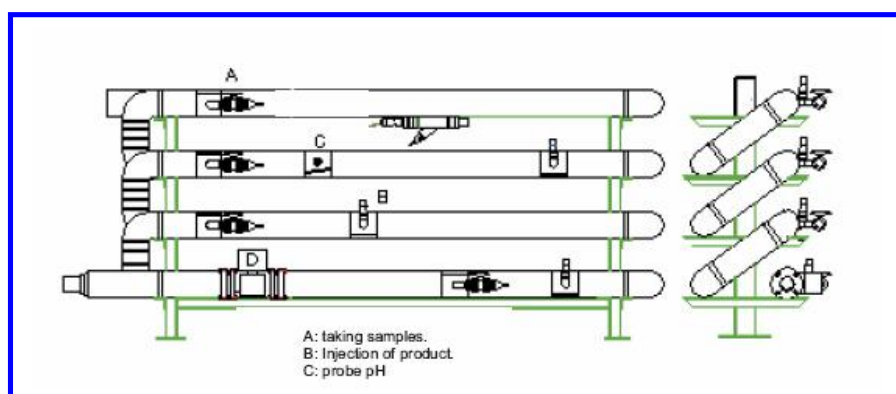 A
C
B
D
A: taking samples.
B: Injection of product.
C: probe pH